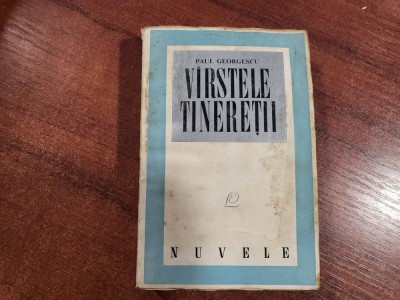 PAUL GEORGESCU
VÎRSTELE
TINEREȚII
NUVELE